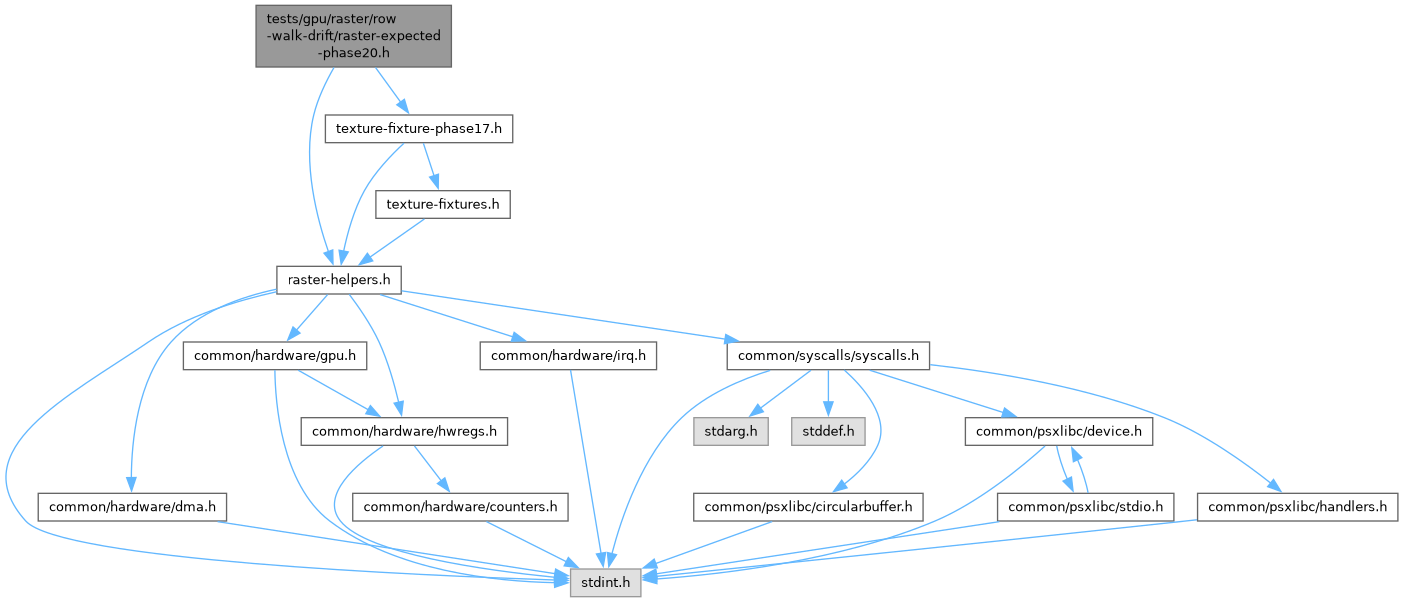 tests/gpu/raster/row
-walk-drift/raster-expected
-phase20.h
texture-fixture-phase17.h
texture-fixtures.h
raster-helpers.h
common/hardware/gpu.h
common/hardware/irq.h
common/syscalls/syscalls.h
common/hardware/hwregs.h
stdarg.h
stddef.h
common/psxlibc/device.h
common/hardware/dma.h
common/hardware/counters.h
common/psxlibc/circularbuffer.h
common/psxlibc/stdio.h
common/psxlibc/handlers.h
stdint.h